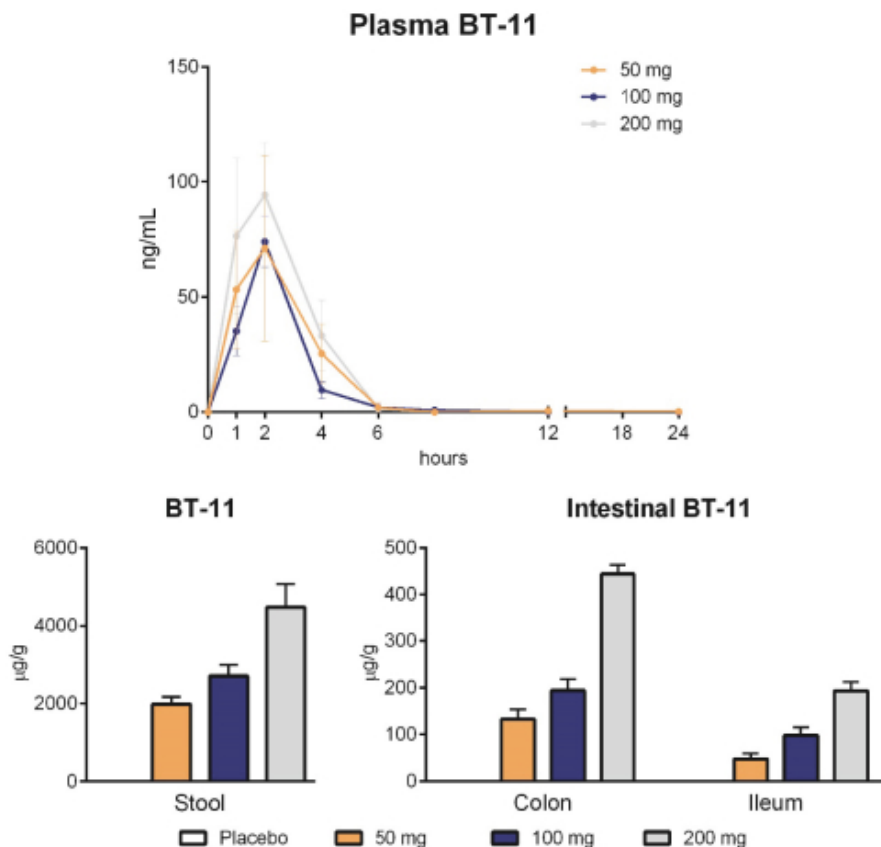 Plasma BT-11
150
100
50
0
ng/mL
50 mg
100 mg
200 mg
0 1 2 4 6 12 18 24
hours
BT-11
6000
4000
2000
0
µg/g
Stool
Intestinal BT-11
500
400
300
200
100
0
µg/g
Colon Ileum
Placebo 50 mg 100 mg 200 mg